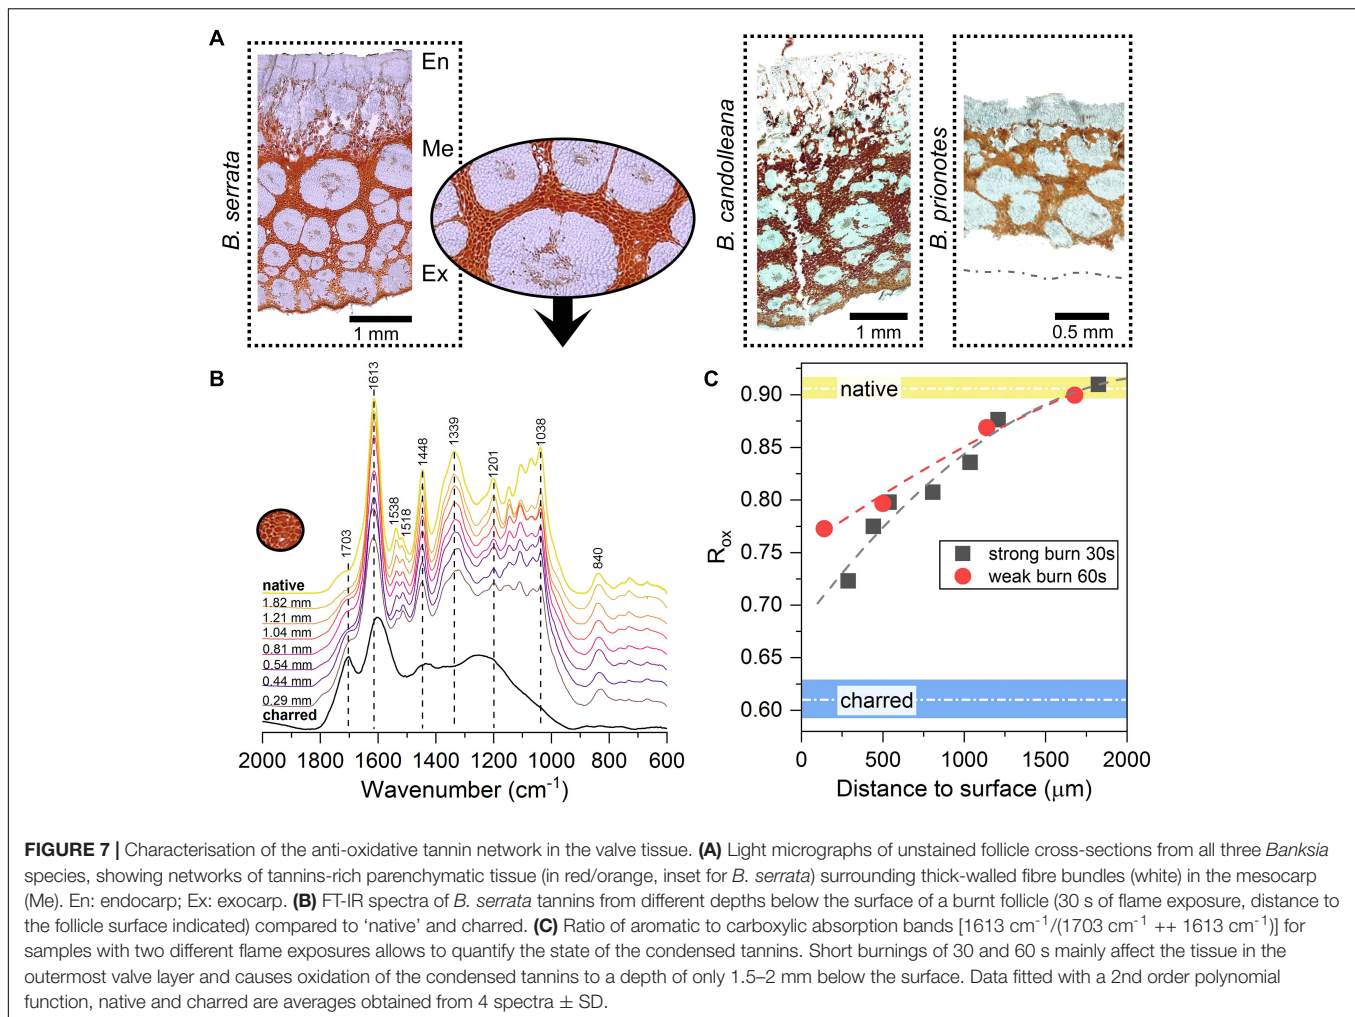 A
B. serrata
En
Me
Ex
1 mm
B. candolleana
1 mm
B. prionotes
0.5 mm
B
1703
1613
1538
1518
1448
1339
1201
1038
840
native
1.82 mm
1.21 mm
1.04 mm
0.81 mm
0.54 mm
0.44 mm
0.29 mm
charred
2000 1800 1600 1400 1200 1000 800 600
Wavenumber (cm⁻¹)
C
Rox
0.90
0.85
0.80
0.75
0.70
0.65
0.60
native
strong burn 30s
weak burn 60s
charred
0 500 1000 1500 2000
Distance to surface (μm)
FIGURE 7 | Characterisation of the anti-oxidative tannin network in the valve tissue. (A) Light micrographs of unstained follicle cross-sections from all three Banksia
species, showing networks of tannins-rich parenchymatic tissue (in red/orange, inset for B. serrata) surrounding thick-walled fibre bundles (white) in the mesocarp
(Me). En: endocarp; Ex: exocarp. (B) FT-IR spectra of B. serrata tannins from different depths below the surface of a burnt follicle (30 s of flame exposure, distance to
the follicle surface indicated) compared to ‘native’ and charred. (C) Ratio of aromatic to carboxylic absorption bands [1613 cm⁻¹/(1703 cm⁻¹ ++ 1613 cm⁻¹)] for
samples with two different flame exposures allows to quantify the state of the condensed tannins. Short burnings of 30 and 60 s mainly affect the tissue in the
outermost valve layer and causes oxidation of the condensed tannins to a depth of only 1.5–2 mm below the surface. Data fitted with a 2nd order polynomial
function, native and charred are averages obtained from 4 spectra ± SD.